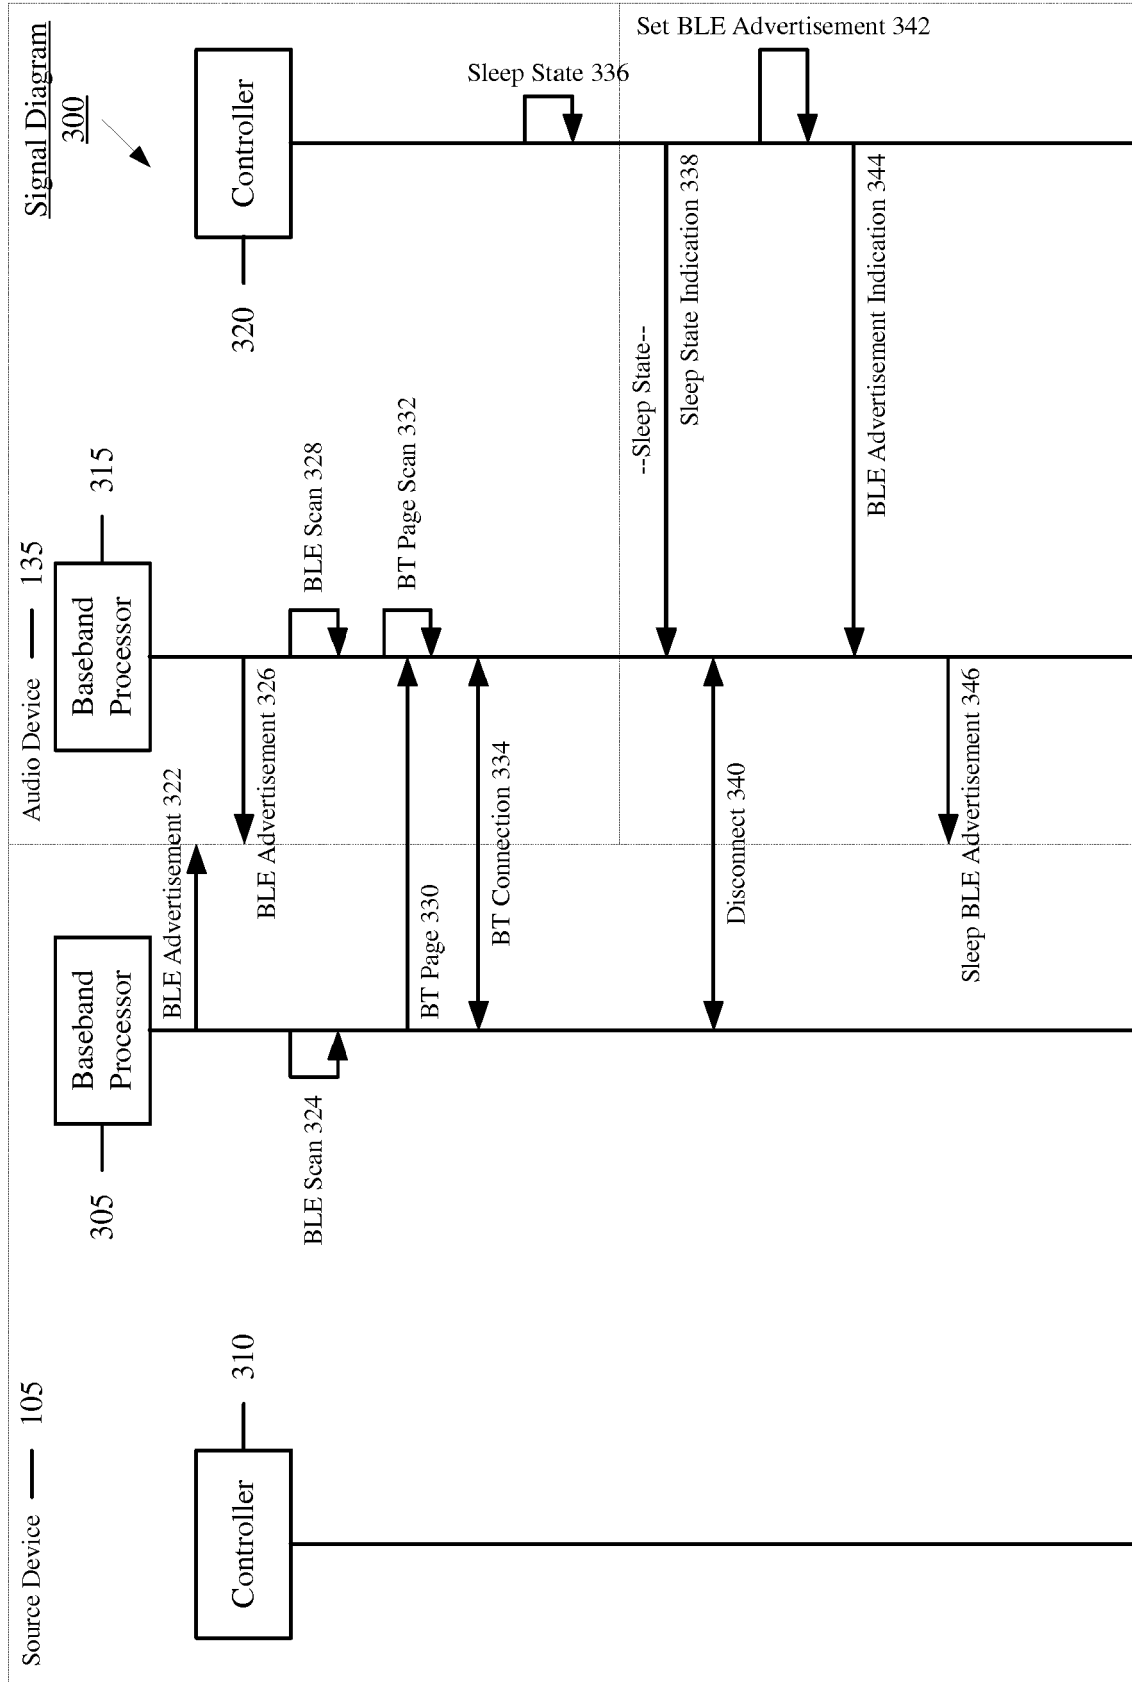 Signal Diagram
300
Source Device
105
Audio Device
135
Controller
310
Baseband
Processor
305
Baseband
Processor
315
Controller
320
BLE Advertisement 322
BLE Advertisement 326
BLE Scan 324
BLE Scan 328
BT Page 330
BT Page Scan 332
BT Connection 334
Sleep State 336
--Sleep State--
Sleep State Indication 338
Disconnect 340
Set BLE Advertisement 342
BLE Advertisement Indication 344
Sleep BLE Advertisement 346